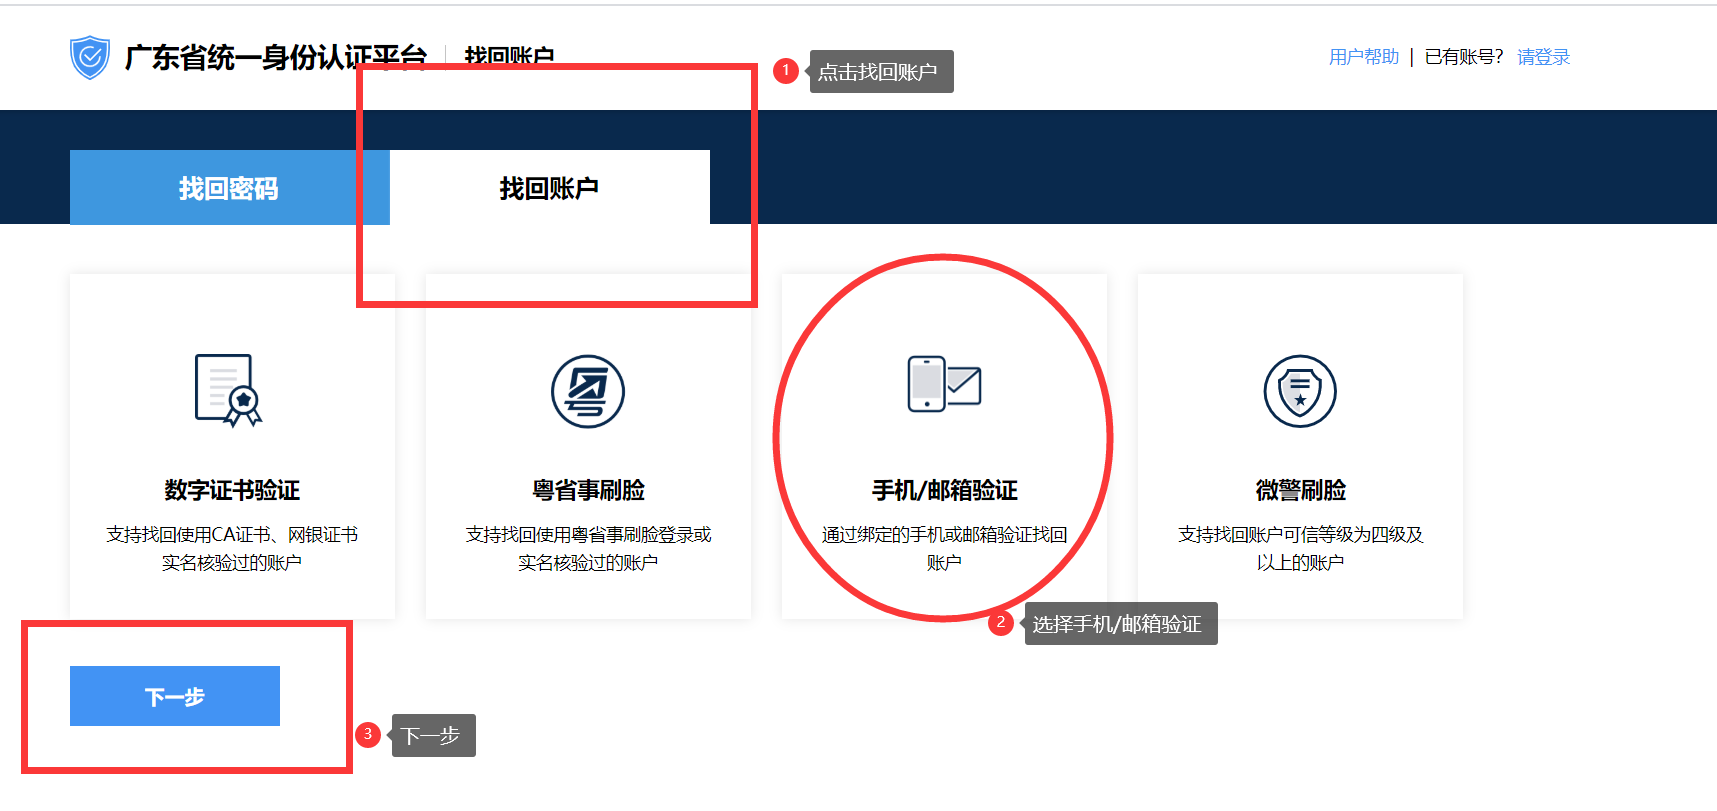 广东省统一身份认证平台 | 找回账户
1 点击找回账户
用户帮助 | 已有账号？ 请登录
找回密码
找回账户
数字证书验证
支持找回使用CA证书、网银证书
实名核验过的账户
粤省事刷脸
支持找回使用粤省事刷脸登录或
实名核验过的账户
手机/邮箱验证
通过绑定的手机或邮箱验证找回
账户
微警刷脸
支持找回账户可信等级为四级及
以上的账户
2 选择手机/邮箱验证
下一步
3 下一步